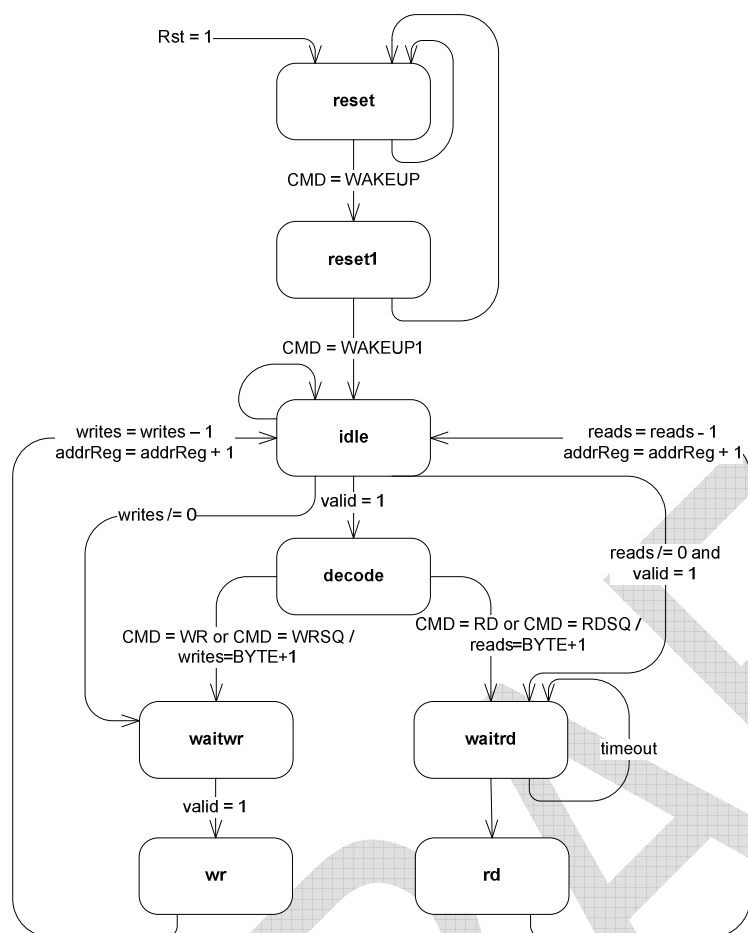 Rst = 1
reset
CMD = WAKEUP
reset1
CMD = WAKEUP1
writes = writes – 1
addrReg = addrReg + 1
idle
reads = reads - 1
addrReg = addrReg + 1
writes /= 0
valid = 1
reads /= 0 and
valid = 1
decode
CMD = WR or CMD = WRSQ /
writes=BYTE+1
CMD = RD or CMD = RDSQ /
reads=BYTE+1
waitwr
waitrd
timeout
valid = 1
wr
rd